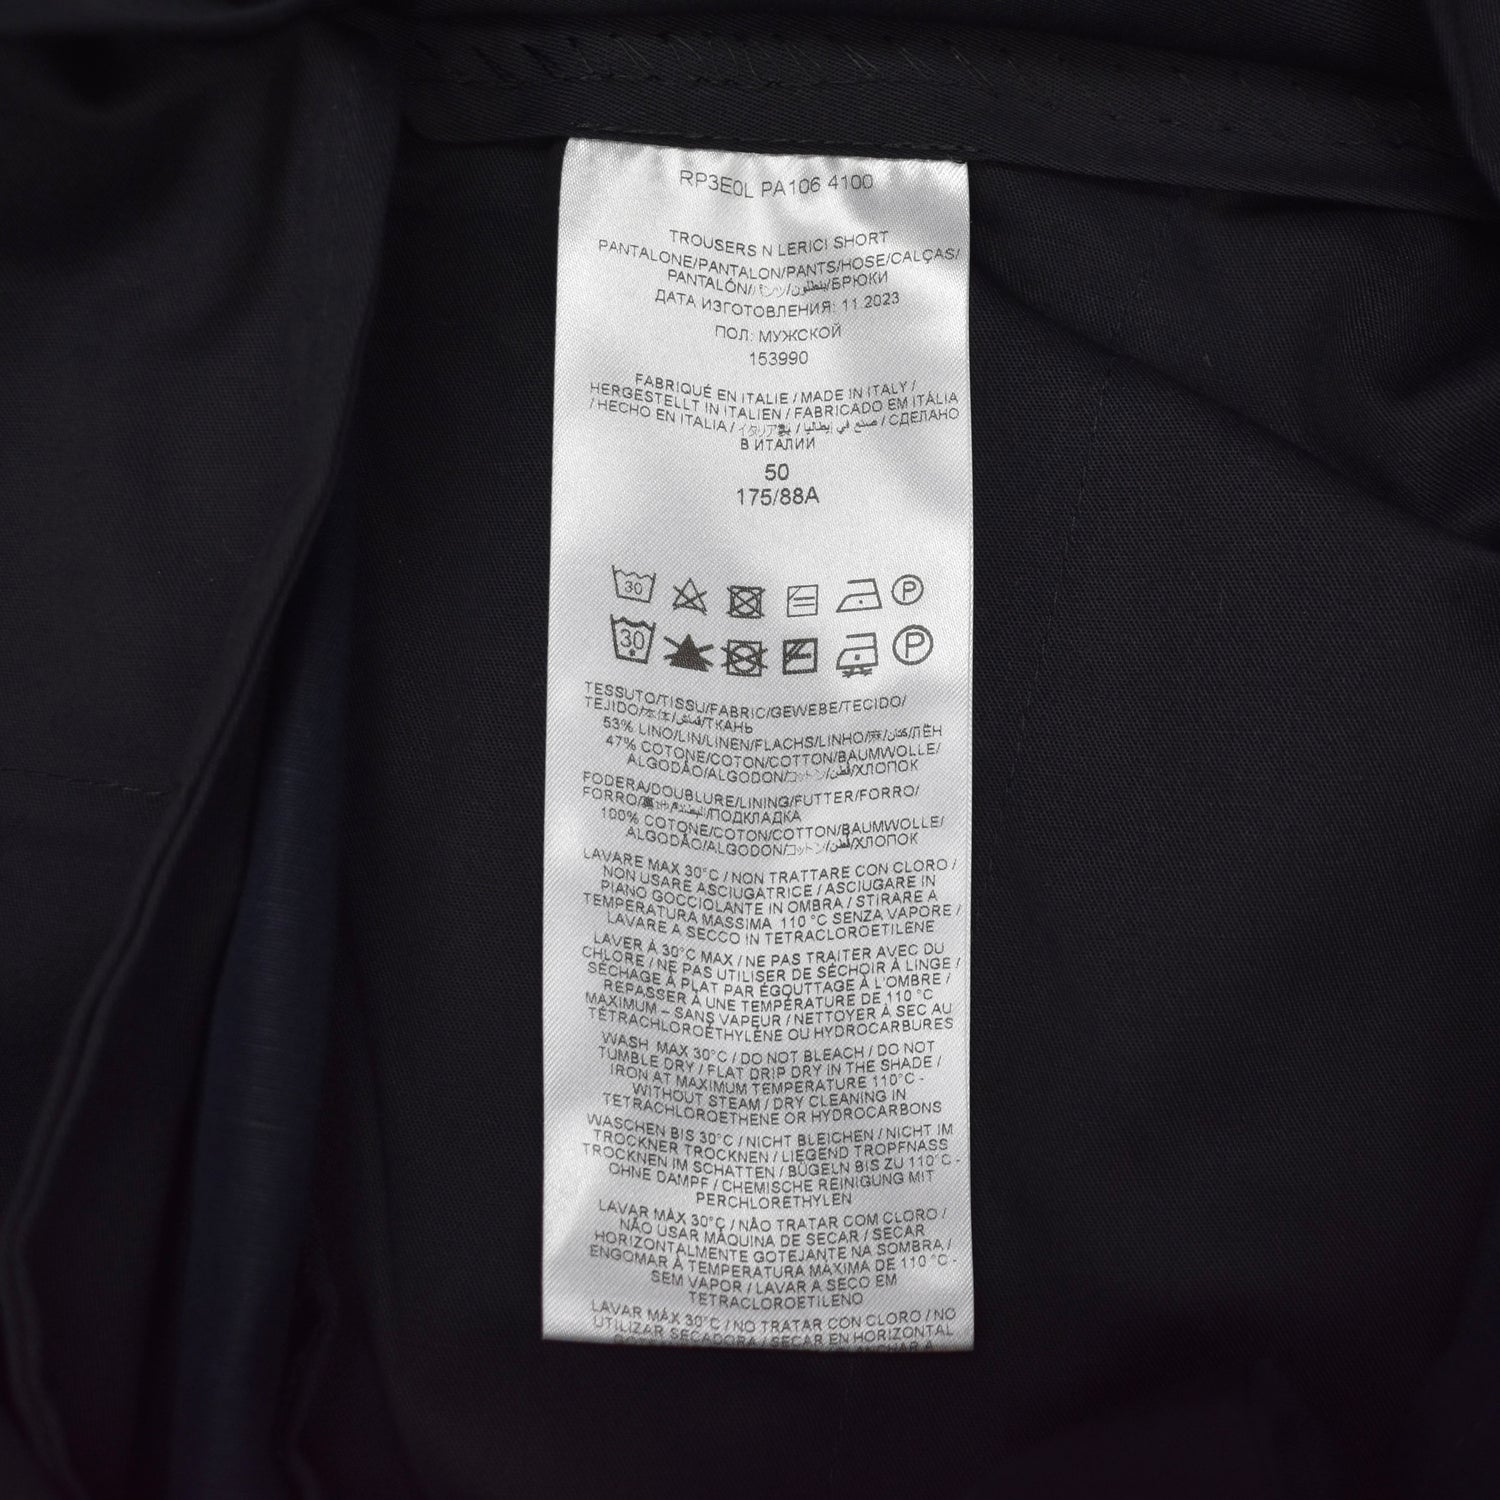 RP3E0L PA106 4100
TROUSERS N LERICI SHORT
PANTALONE/PANTALON/PANTS/HOSE/CALÇAS/
PANTALÓN/ズボン/بنطلون/БРЮКИ
ДАТА ИЗГОТОВЛЕНИЯ: 11.2023
ПОЛ: МУЖСКОЙ
153990
FABRIQUÉ EN ITALIE / MADE IN ITALY /
HERGESTELLT IN ITALIEN / FABRICADO EM ITÁLIA
/ HECHO EN ITALIA / イタリア製 / صنع في إيطاليا / СДЕЛАНО
В ИТАЛИИ
50
175/88A
30
P
30
P
TESSUTO/TISSU/FABRIC/GEWEBE/TECIDO/
TEJIDO/本体/قماش/ТКАНЬ
53% LINO/LIN/LINEN/FLACHS/LINHO/麻/كتان/ЛЁН
47% COTONE/COTON/COTTON/BAUMWOLLE/
ALGODÃO/ALGODON/コットン/قطن/ХЛОПОК
FODERA/DOUBLURE/LINING/FUTTER/FORRO/
FORRO/ПОДКЛАДКА
100% COTONE/COTON/COTTON/BAUMWOLLE/
ALGODÃO/ALGODON/コットン/قطن/ХЛОПОК
LAVARE MAX 30°C / NON TRATTARE CON CLORO /
NON USARE ASCIUGATRICE / ASCIUGARE IN
PIANO GOCCIOLANTE IN OMBRA / STIRARE A
TEMPERATURA MASSIMA 110 °C SENZA VAPORE /
LAVARE A SECCO IN TETRACLOROETILENE
LAVER À 30°C MAX / NE PAS TRAITER AVEC DU
CHLORE / NE PAS UTILISER DE SÉCHOIR À LINGE /
SÉCHAGE À PLAT PAR ÉGOUTTAGE À L'OMBRE /
REPASSER À UNE TEMPÉRATURE DE 110 °C
MAXIMUM – SANS VAPEUR / NETTOYER À SEC AU
TÉTRACHLOROÉTHYLÈNE OU HYDROCARBURES
WASH MAX 30°C / DO NOT BLEACH / DO NOT
TUMBLE DRY / FLAT DRIP DRY IN THE SHADE /
IRON AT MAXIMUM TEMPERATURE 110°C -
WITHOUT STEAM / DRY CLEANING IN
TETRACHLOROETHENE OR HYDROCARBONS
WASCHEN BIS 30°C / NICHT BLEICHEN / NICHT IM
TROCKNER TROCKNEN / LIEGEND TROPFNASS
TROCKNEN IM SCHATTEN / BÜGELN BIS ZU 110°C -
OHNE DAMPF / CHEMISCHE REINIGUNG MIT
PERCHLORETHYLEN
LAVAR MÁX 30°C / NÃO TRATAR COM CLORO /
NÃO USAR MÁQUINA DE SECAR / SECAR
HORIZONTALMENTE GOTEJANTE NA SOMBRA /
ENGOMAR À TEMPERATURA MÁXIMA DE 110 °C -
SEM VAPOR / LAVAR A SECO EM
TETRACLOROETILENO
LAVAR MÁX 30°C / NO TRATAR CON CLORO / NO
UTILIZAR SECADORA / SECAR EN HORIZONTAL